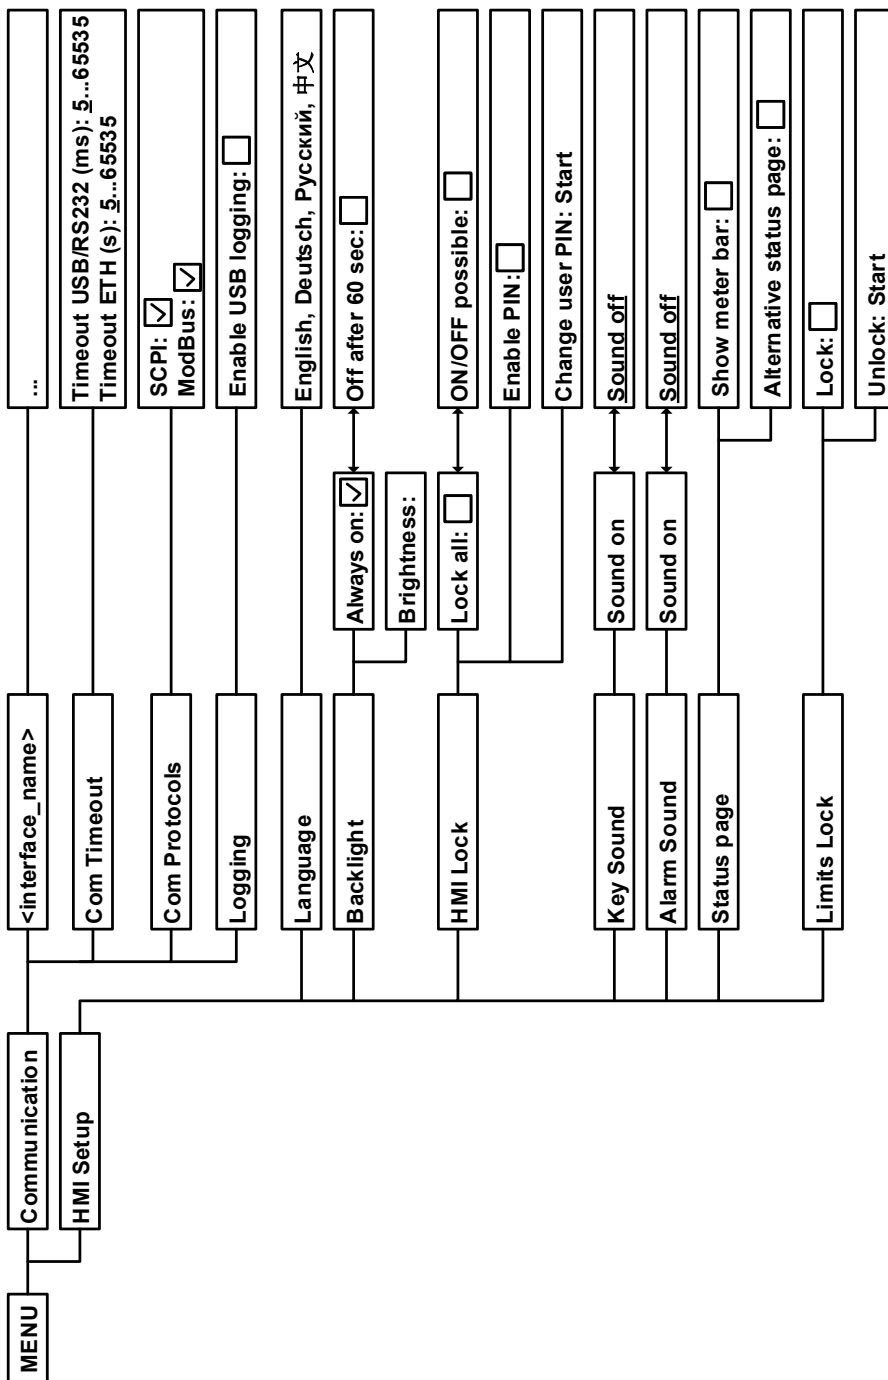 MENU
Communication
<interface_name>
...
Com Timeout
Timeout USB/RS232 (ms): 5...65535
Timeout ETH (s): 5...65535
Com Protocols
SCPI:
ModBus:
Logging
Enable USB logging:
HMI Setup
Language
English, Deutsch, Русский, 中文
Backlight
Always on:
Off after 60 sec:
Brightness:
HMI Lock
Lock all:
ON/OFF possible:
Enable PIN:
Change user PIN: Start
Key Sound
Sound on
Sound off
Alarm Sound
Sound on
Sound off
Status page
Show meter bar:
Alternative status page:
Limits Lock
Lock:
Unlock: Start